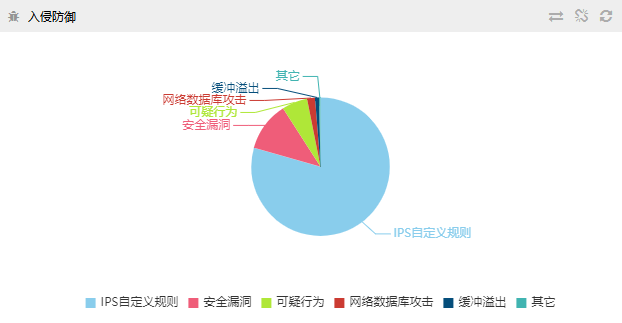 入侵防御
其它
缓冲溢出
网络数据库攻击
可疑行为
安全漏洞
IPS自定义规则
IPS自定义规则 安全漏洞 可疑行为 网络数据库攻击 缓冲溢出 其它